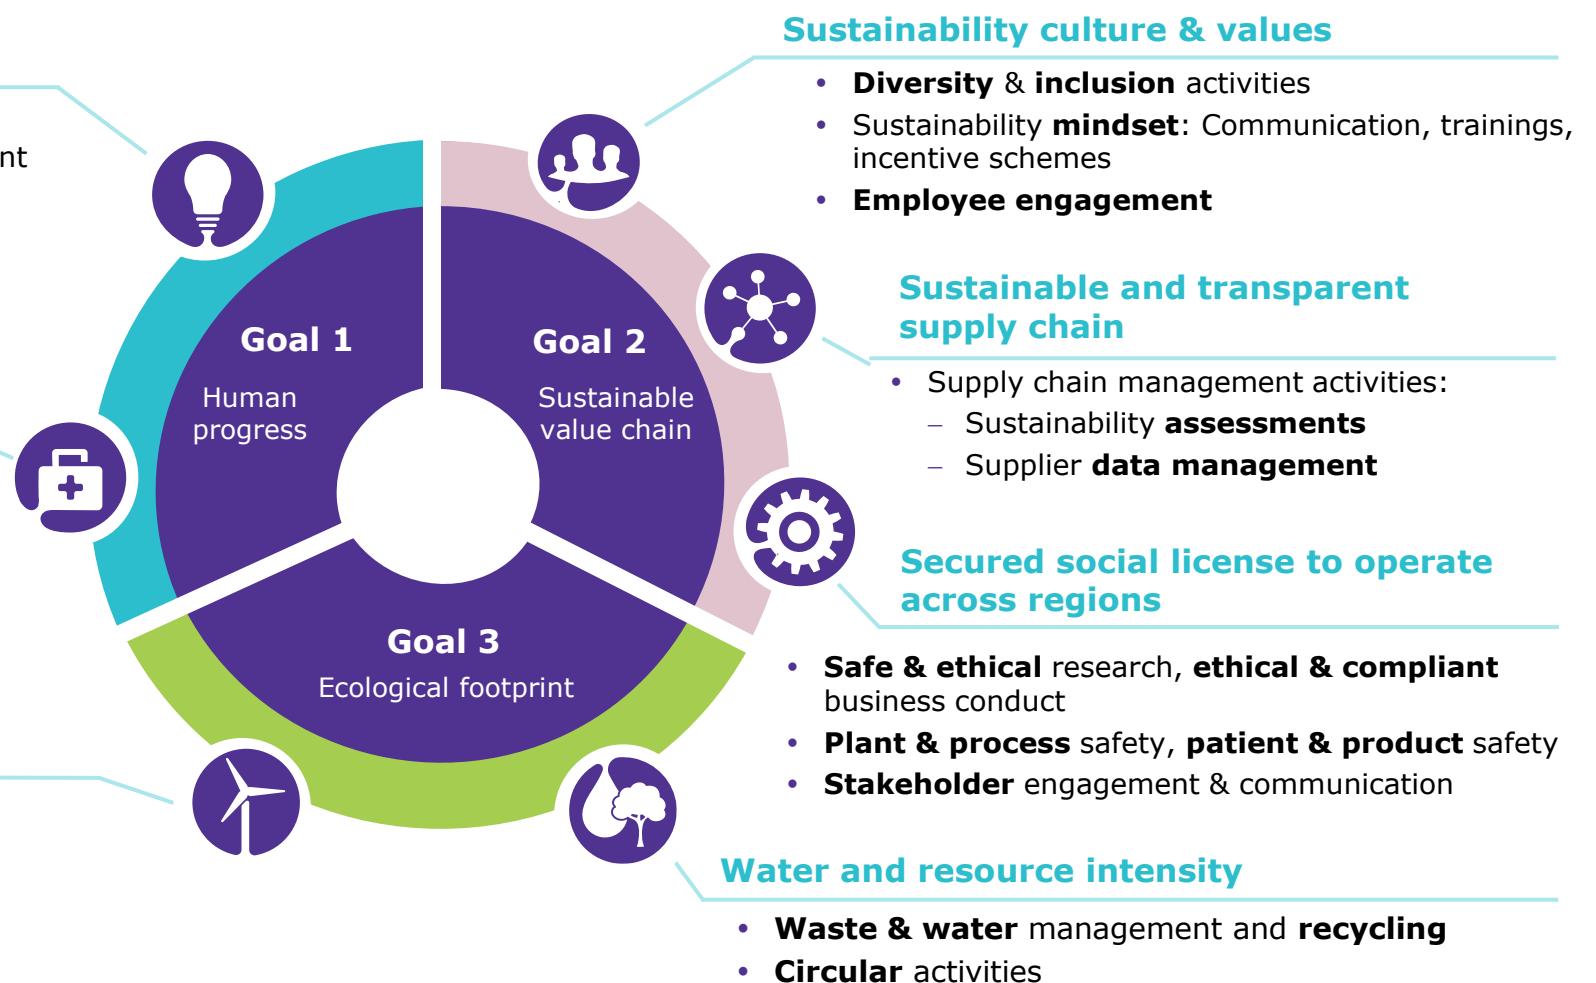 Sustainability culture & values
• Diversity & inclusion activities
• Sustainability mindset: Communication, trainings,
incentive schemes
• Employee engagement
nt
Goal 1
Human
progress
Goal 2
Sustainable
value chain
Sustainable and transparent
supply chain
• Supply chain management activities:
– Sustainability assessments
– Supplier data management
Secured social license to operate
across regions
• Safe & ethical research, ethical & compliant
business conduct
• Plant & process safety, patient & product safety
• Stakeholder engagement & communication
Goal 3
Ecological footprint
Water and resource intensity
• Waste & water management and recycling
• Circular activities